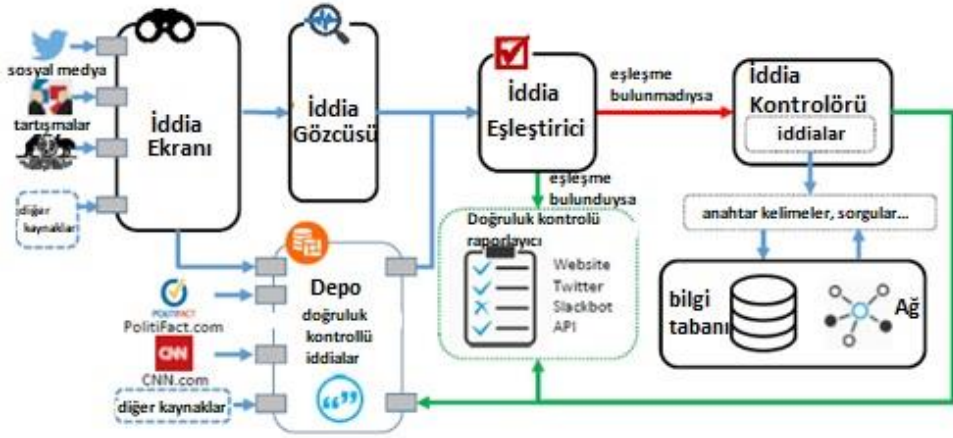 sosyal medya
tartışmalar
diğer
kaynaklar
İddia
Ekranı
İddia
Gözcüsü
İddia
Eşleştirici
eşleşme
bulunmadıysa
İddia
Kontrolörü
iddialar
eşleşme
bulunduysa
anahtar kelimeler, sorgular...
bilgi
tabanı
Ağ
Doğruluk kontrolü
raporlayıcı
Website
Twitter
Slackbot
API
Depo
doğruluk
kontrollü
iddialar
POLITIFACT
PolitiFact.com
CNN
CNN.com
diğer kaynaklar